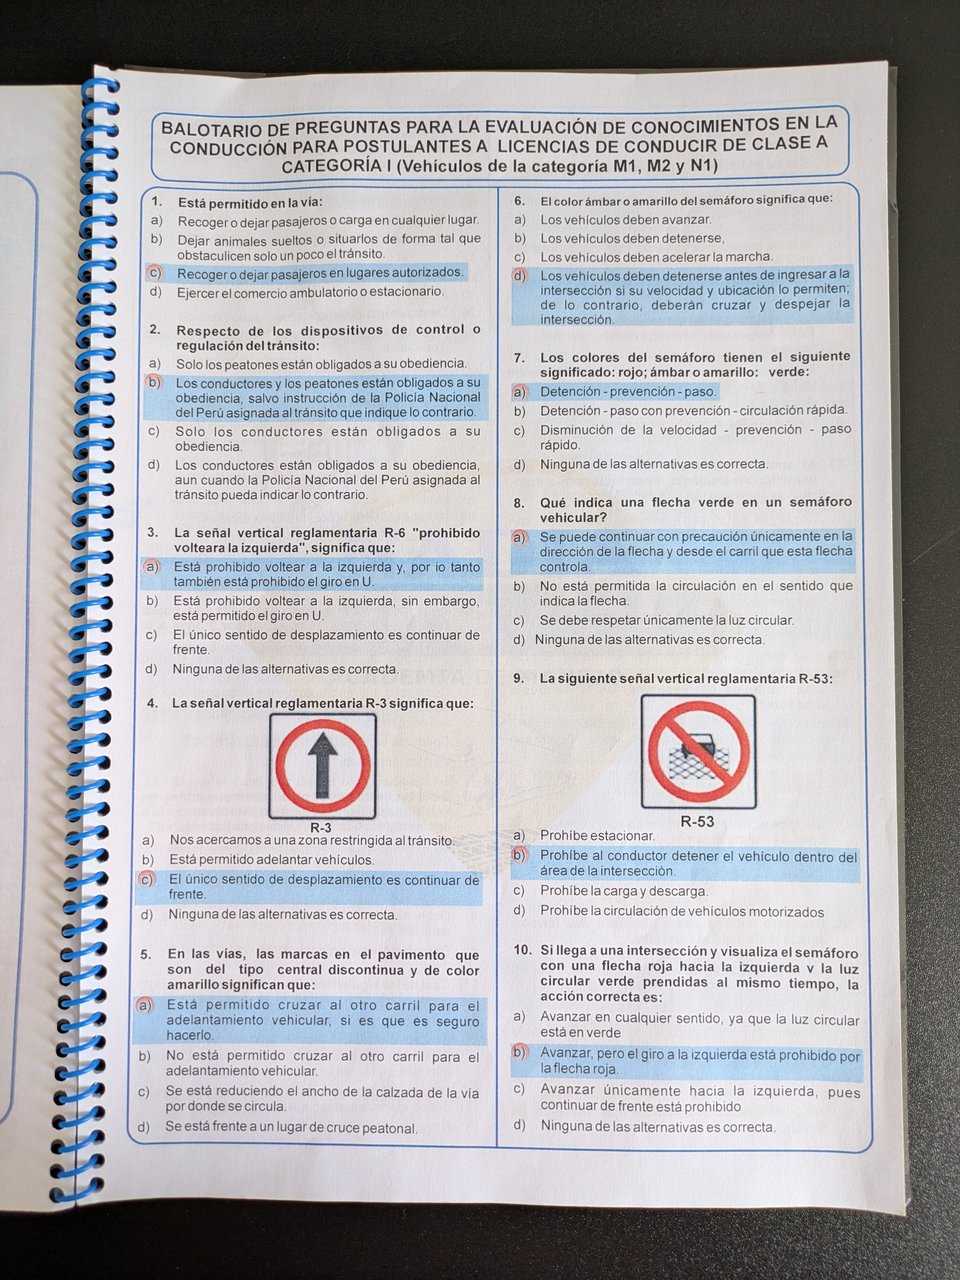 BALOTARIO DE PREGUNTAS PARA LA EVALUACIÓN DE CONOCIMIENTOS EN LA
CONDUCCIÓN PARA POSTULANTES A LICENCIAS DE CONDUCIR DE CLASE A
CATEGORÍA I (Vehículos de la categoría M1, M2 y N1)
1. Está permitido en la vía:
a) Recoger o dejar pasajeros o carga en cualquier lugar.
b) Dejar animales sueltos o situarlos de forma tal que
obstaculicen solo un poco el tránsito.
c) Recoger o dejar pasajeros en lugares autorizados.
d) Ejercer el comercio ambulatorio o estacionario.
2. Respecto de los dispositivos de control o
regulación del tránsito:
a) Solo los peatones están obligados a su obediencia.
b) Los conductores y los peatones están obligados a su
obediencia, salvo instrucción de la Policía Nacional
del Perú asignada al tránsito que indique lo contrario.
c) Solo los conductores están obligados a su
obediencia.
d) Los conductores están obligados a su obediencia,
aun cuando la Policía Nacional del Perú asignada al
tránsito pueda indicar lo contrario.
3. La señal vertical reglamentaria R-6 "prohibido
volteara la izquierda", significa que:
a) Está prohibido voltear a la izquierda y, por io tanto
también está prohibido el giro en U.
b) Está prohibido voltear a la izquierda, sin embargo,
está permitido el giro en U.
c) El único sentido de desplazamiento es continuar de
frente.
d) Ninguna de las alternativas es correcta.
4. La señal vertical reglamentaria R-3 significa que:
R-3
a) Nos acercamos a una zona restringida al tránsito.
b) Está permitido adelantar vehículos.
c) El único sentido de desplazamiento es continuar de
frente.
d) Ninguna de las alternativas es correcta.
5. En las vías, las marcas en el pavimento que
son del tipo central discontinua y de color
amarillo significan que:
a) Está permitido cruzar al otro carril para el
adelantamiento vehicular, si es que es seguro
hacerlo.
b) No está permitido cruzar al otro carril para el
adelantamiento vehicular.
c) Se está reduciendo el ancho de la calzada de la vía
por donde se circula.
d) Se está frente a un lugar de cruce peatonal.
6. El color ámbar o amarillo del semáforo significa que:
a) Los vehículos deben avanzar.
b) Los vehículos deben detenerse,
c) Los vehículos deben acelerar la marcha.
d) Los vehículos deben detenerse antes de ingresar a la
intersección si su velocidad y ubicación lo permiten;
de lo contrario, deberán cruzar y despejar la
intersección.
7. Los colores del semáforo tienen el siguiente
significado: rojo; ámbar o amarillo: verde:
a) Detención - prevención - paso.
b) Detención - paso con prevención - circulación rápida.
c) Disminución de la velocidad - prevención - paso
rápido.
d) Ninguna de las alternativas es correcta.
8. Qué indica una flecha verde en un semáforo
vehicular?
a) Se puede continuar con precaución únicamente en la
dirección de la flecha y desde el carril que esta flecha
controla.
b) No está permitida la circulación en el sentido que
indica la flecha.
c) Se debe respetar únicamente la luz circular.
d) Ninguna de las alternativas es correcta.
9. La siguiente señal vertical reglamentaria R-53:
R-53
a) Prohíbe estacionar.
b) Prohíbe al conductor detener el vehículo dentro del
área de la intersección.
c) Prohíbe la carga y descarga.
d) Prohíbe la circulación de vehículos motorizados
10. Si llega a una intersección y visualiza el semáforo
con una flecha roja hacia la izquierda v la luz
circular verde prendidas al mismo tiempo, la
acción correcta es:
a) Avanzar en cualquier sentido, ya que la luz circular
está en verde
b) Avanzar, pero el giro a la izquierda está prohibido por
la flecha roja.
c) Avanzar únicamente hacia la izquierda, pues
continuar de frente está prohibido
d) Ninguna de las alternativas es correcta.